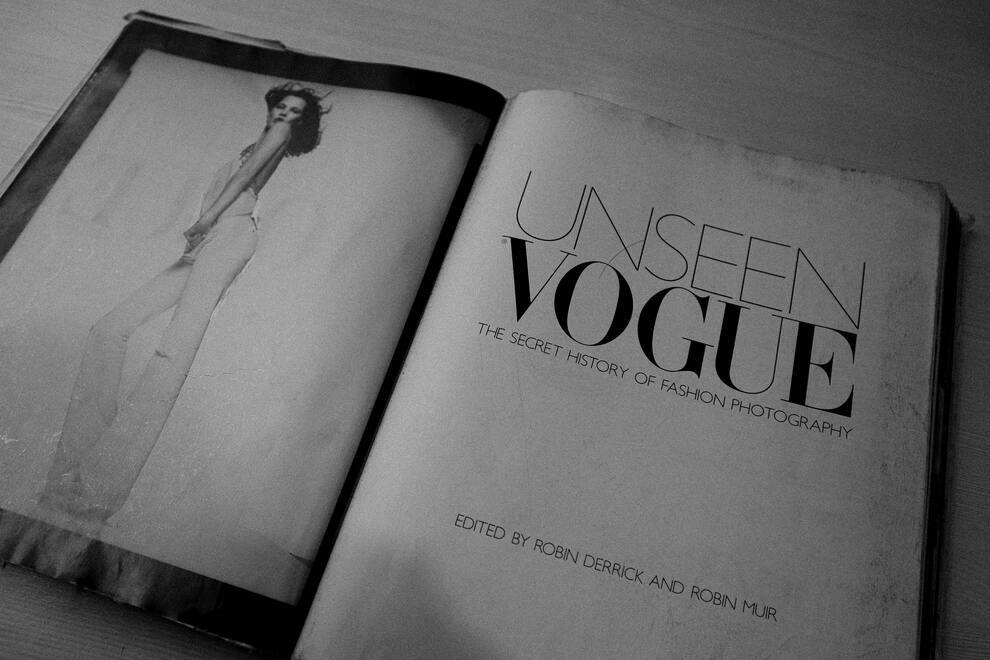 UNSEEN
VOGUE
THE SECRET HISTORY OF FASHION PHOTOGRAPHY
EDITED BY ROBIN DERRICK AND ROBIN MUIR